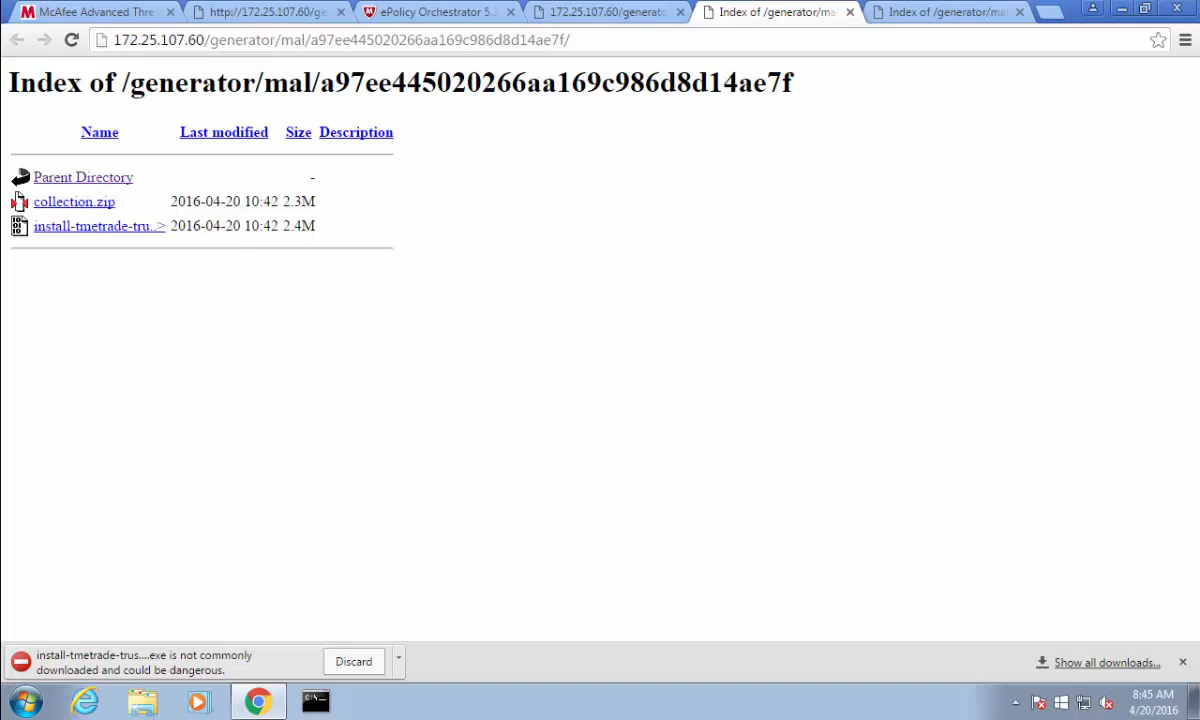 McAfee Advanced Thre
http://172.25.107.60/ge
ePolicy Orchestrator 5.
172.25.107.60/generato
Index of /generator/ma
Index of /generator/ma
172.25.107.60/generator/mal/a97ee445020266aa169c986d8d14ae7f/
Index of /generator/mal/a97ee445020266aa169c986d8d14ae7f
Name Last modified Size Description
Parent Directory -
collection.zip 2016-04-20 10:42 2.3M
install-tmetrade-tru..> 2016-04-20 10:42 2.4M
install-tmetrade-trus....exe is not commonly
downloaded and could be dangerous.
Discard
Show all downloads...
8:45 AM
4/20/2016